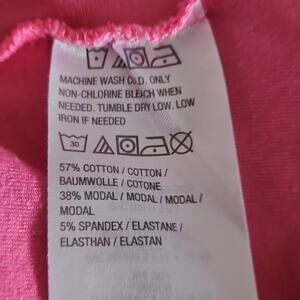 MACHINE WASH COLD. ONLY
NON-CHLORINE BLEACH WHEN
NEEDED. TUMBLE DRY LOW. LOW
IRON IF NEEDED
30
57% COTTON / COTTON /
BAUMWOLLE / COTONE
38% MODAL / MODAL / MODAL /
MODAL
5% SPANDEX / ELASTANE /
ELASTHAN / ELASTAN